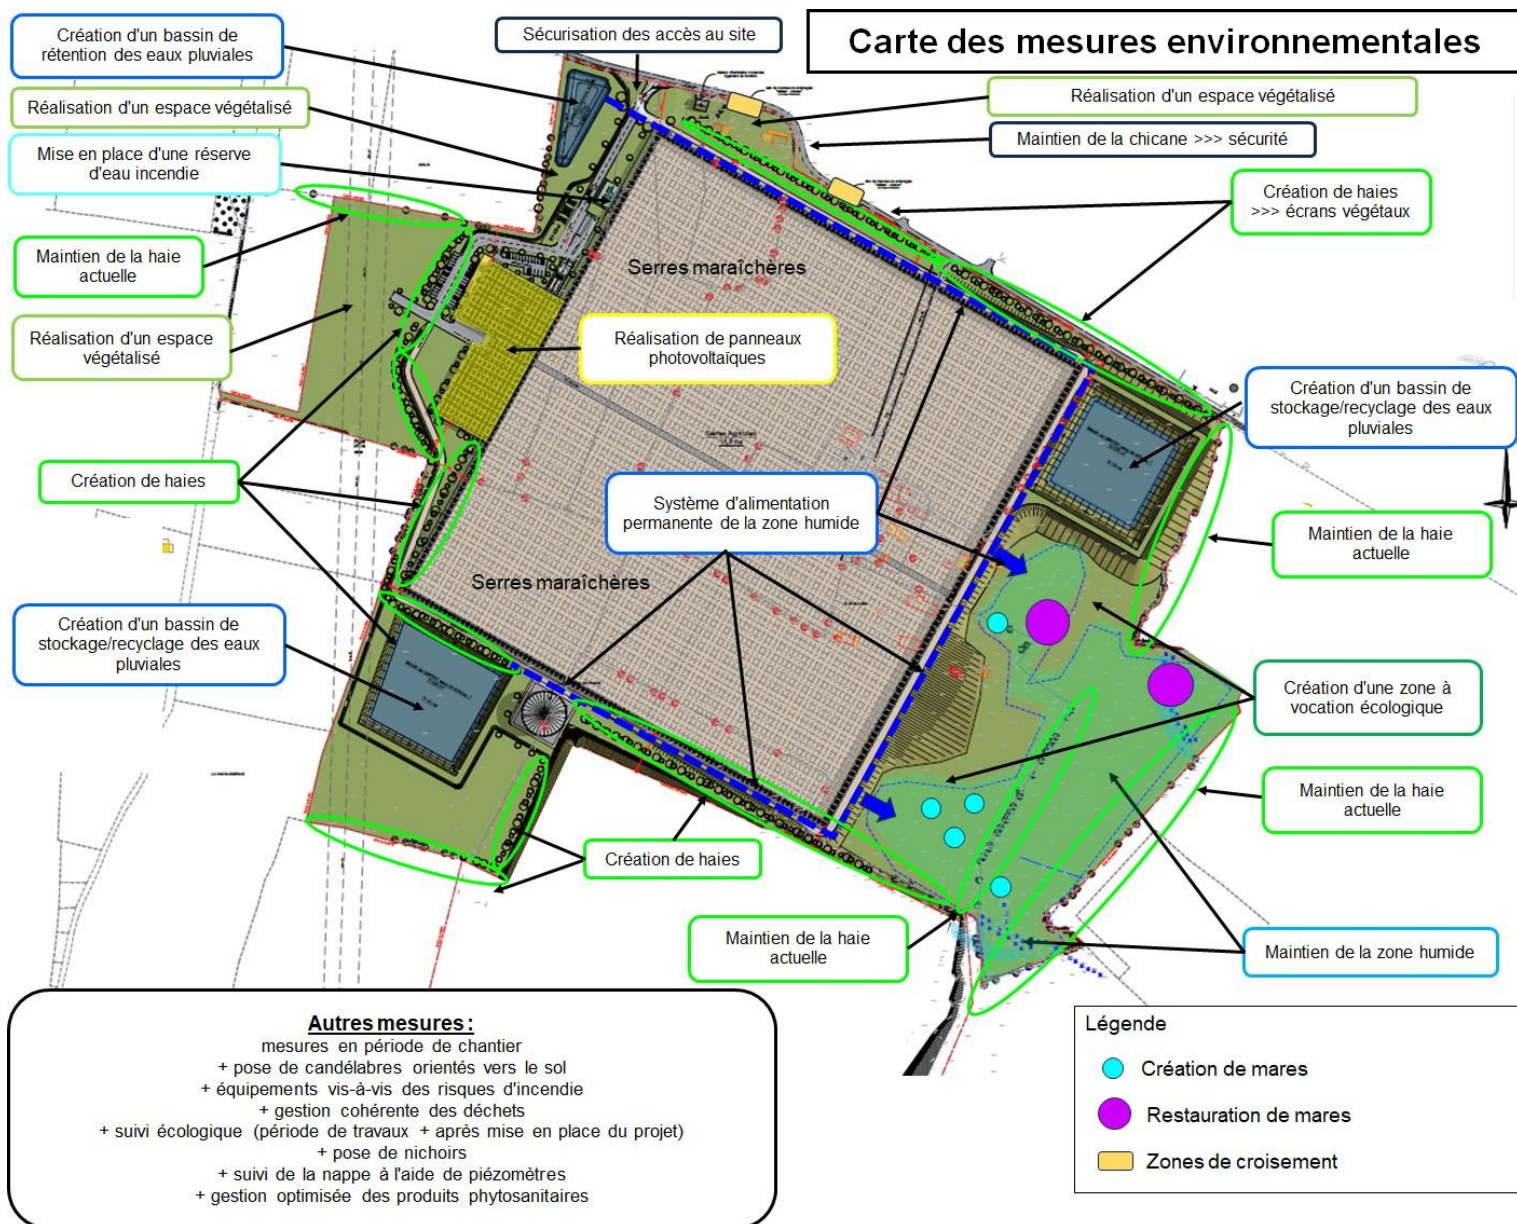 Carte des mesures environnementales
Création d'un bassin de
rétention des eaux pluviales
Sécurisation des accès au site
Réalisation d'un espace végétalisé
Réalisation d'un espace végétalisé
Maintien de la chicane >>> sécurité
Mise en place d'une réserve
d'eau incendie
Création de haies
>>> écrans végétaux
Maintien de la haie
actuelle
Serres maraîchères
Réalisation d'un espace
végétalisé
Réalisation de panneaux
photovoltaïques
Création d'un bassin de
stockage/recyclage des eaux
pluviales
Serres Agricoles
Création de haies
Système d'alimentation
permanente de la zone humide
Maintien de la haie
actuelle
Serres maraîchères
Création d'un bassin de
stockage/recyclage des eaux
pluviales
Création d'une zone à
vocation écologique
Maintien de la haie
actuelle
Création de haies
Maintien de la haie
actuelle
Maintien de la zone humide
Autres mesures :
mesures en période de chantier
+ pose de candélabres orientés vers le sol
+ équipements vis-à-vis des risques d'incendie
+ gestion cohérente des déchets
+ suivi écologique (période de travaux + après mise en place du projet)
+ pose de nichoirs
+ suivi de la nappe à l'aide de piézomètres
+ gestion optimisée des produits phytosanitaires
Légende
Création de mares
Restauration de mares
Zones de croisement